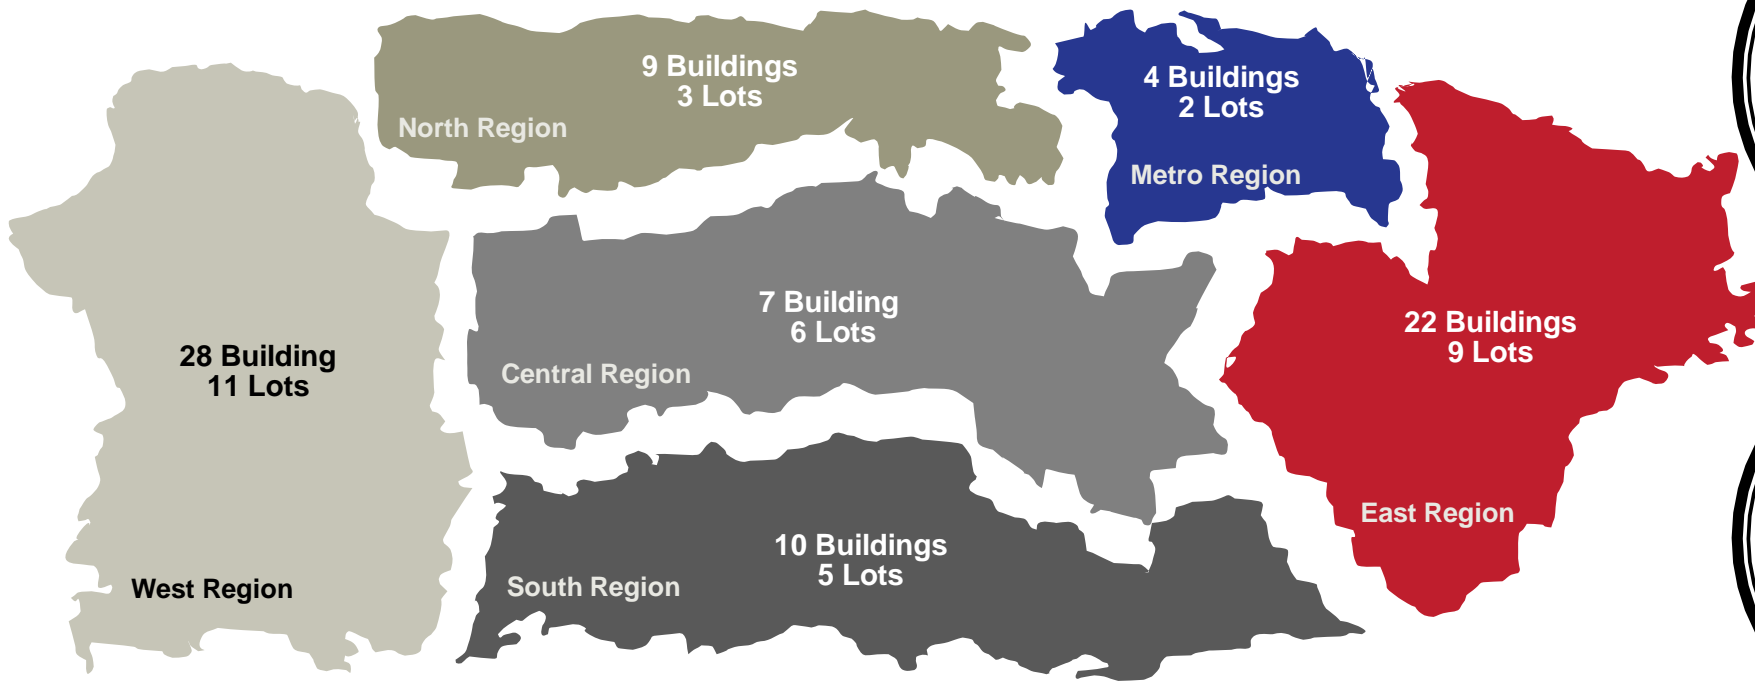 9 Buildings
3 Lots
North Region
4 Buildings
2 Lots
Metro Region
28 Building
11 Lots
West Region
7 Building
6 Lots
Central Region
22 Buildings
9 Lots
East Region
10 Buildings
5 Lots
South Region